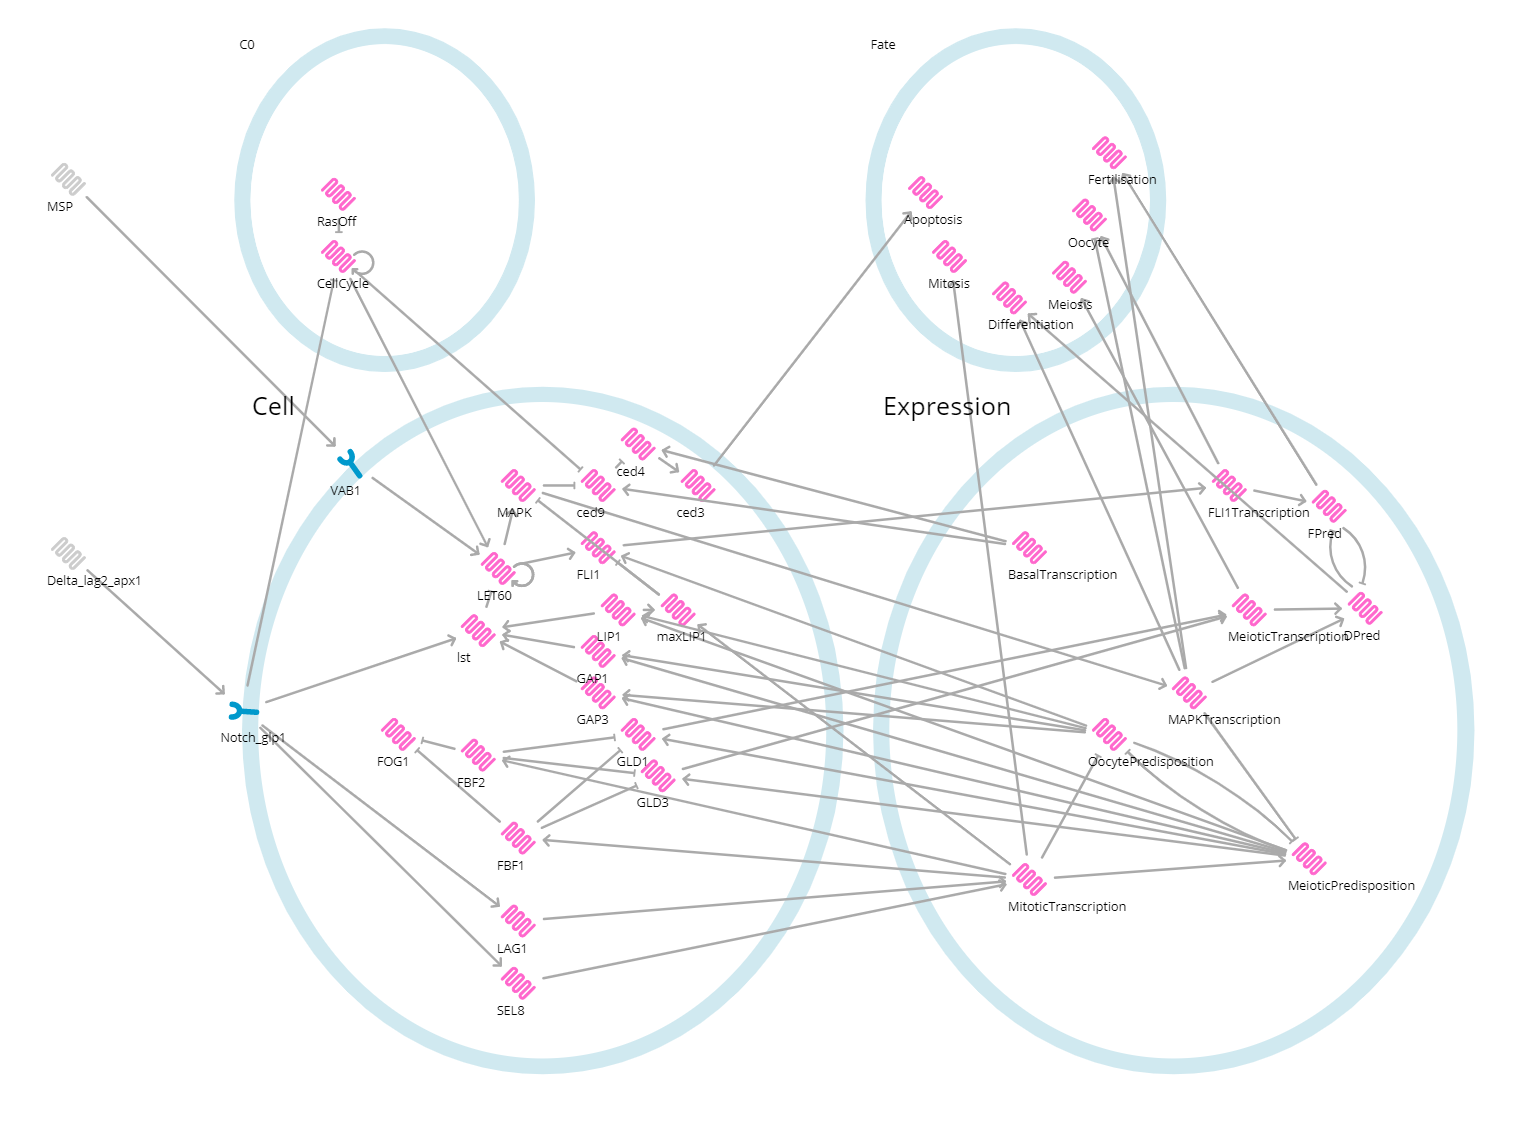 C0
Fate
MSP
RasOff
CellCycle
Fertilisation
Apoptosis
Oocyte
Mitosis
Meiosis
Differentiation
Cell
Expression
VAB1
ced4
MAPK
ced9
ced3
FLI1Transcription
FPred
Delta_lag2_apx1
LET60
FLI1
BasalTranscription
lst
LIP1
maxLIP1
MeioticTranscription
DPred
GAP1
GAP3
MAPKTranscription
Notch_glp1
FOG1
FBF2
GLD1
GLD3
OocytePredisposition
FBF1
MeioticPredisposition
MitoticTranscription
LAG1
SEL8